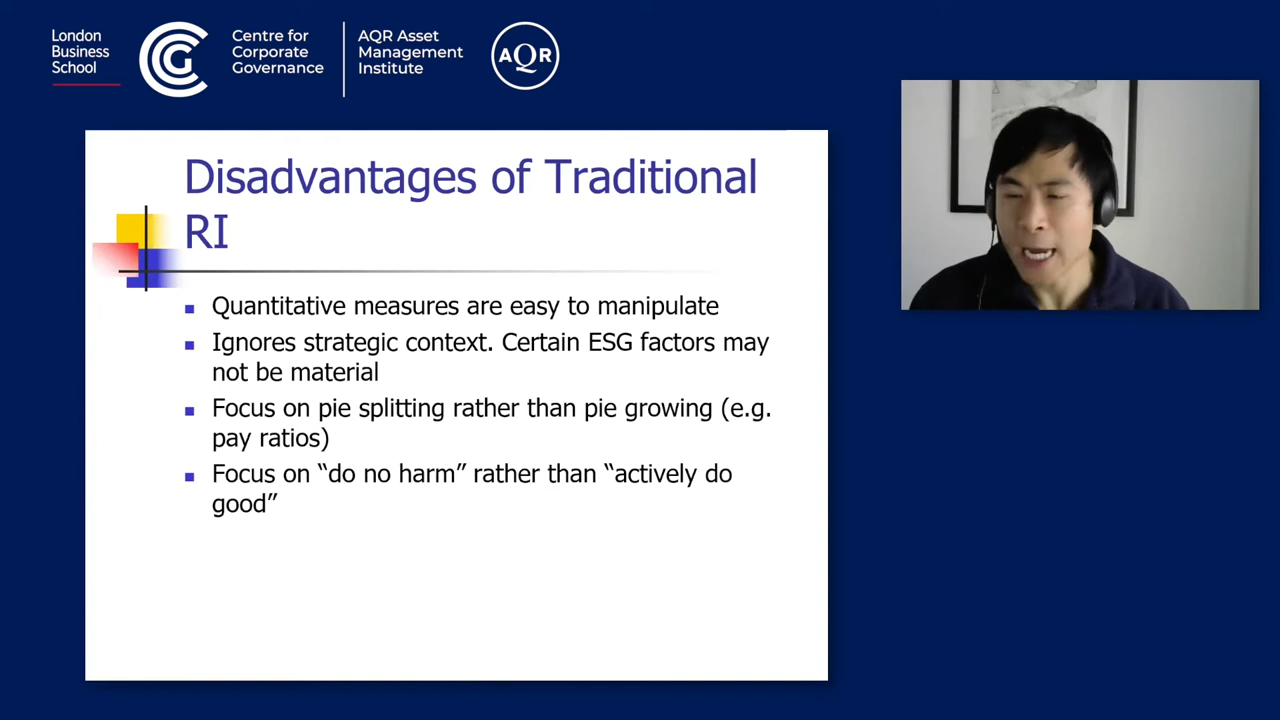 London
Business
School
Centre for
Corporate
Governance
AQR Asset
Management
Institute
AQR
Disadvantages of Traditional
RI
Quantitative measures are easy to manipulate
Ignores strategic context. Certain ESG factors may
not be material
Focus on pie splitting rather than pie growing (e.g.
pay ratios)
Focus on “do no harm” rather than “actively do
good”